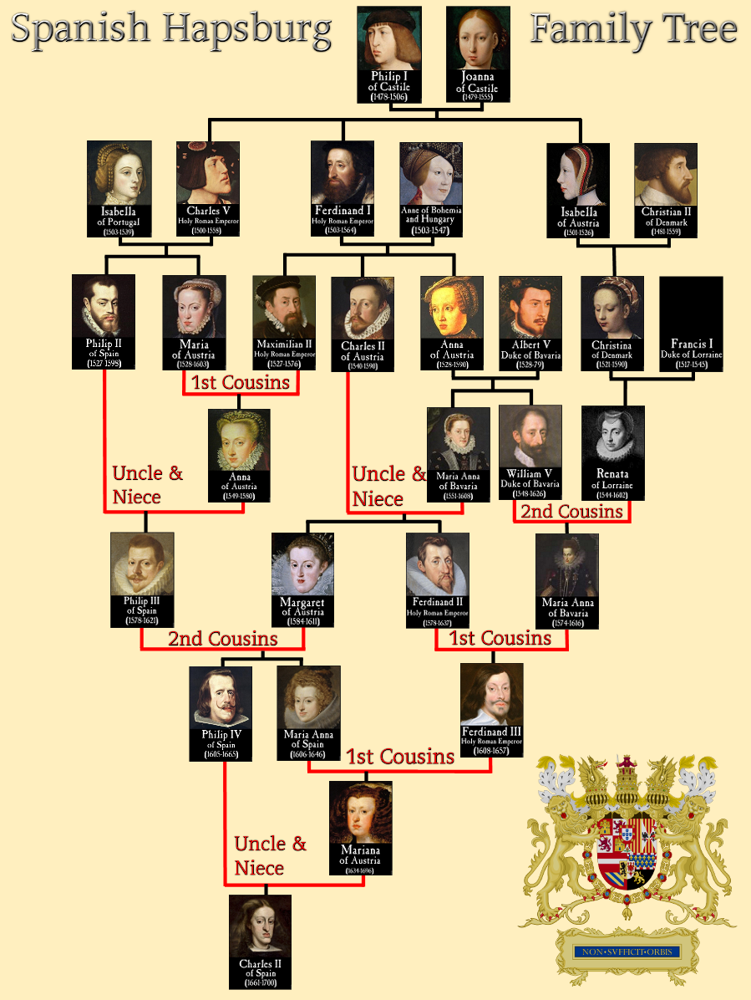 Spanish Hapsburg Family Tree
Philip I
of Castile
(1478-1506)
Joanna
of Castile
(1479-1555)
Isabella
of Portugal
(1503-1539)
Charles V
Holy Roman Emperor
(1500-1558)
Ferdinand I
Holy Roman Emperor
(1503-1564)
Anne of Bohemia
and Hungary
(1503-1547)
Isabella
of Austria
(1501-1526)
Christian II
of Denmark
(1481-1559)
Philip II
of Spain
(1527-1598)
Maria
of Austria
(1528-1603)
Maximilian II
Holy Roman Emperor
(1527-1576)
Charles II
of Austria
(1540-1590)
Anna
of Austria
(1528-1590)
Albert V
Duke of Bavaria
(1528-79)
Christina
of Denmark
(1521-1590)
Francis I
Duke of Lorraine
(1517-1545)
1st Cousins
Anna
of Austria
(1549-1580)
Maria Anna
of Bavaria
(1551-1608)
William V
Duke of Bavaria
(1548-1626)
Renata
of Lorraine
(1544-1602)
Uncle &
Niece
Uncle &
Niece
2nd Cousins
Philip III
of Spain
(1578-1621)
Margaret
of Austria
(1584-1611)
Ferdinand II
Holy Roman Emperor
(1578-1637)
Maria Anna
of Bavaria
(1574-1616)
2nd Cousins
1st Cousins
Philip IV
of Spain
(1605-1665)
Maria Anna
of Spain
(1606-1646)
Ferdinand III
Holy Roman Emperor
(1608-1657)
1st Cousins
Mariana
of Austria
(1634-1696)
Uncle &
Niece
Charles II
of Spain
(1661-1700)
NON•SVFFICIT•ORBIS